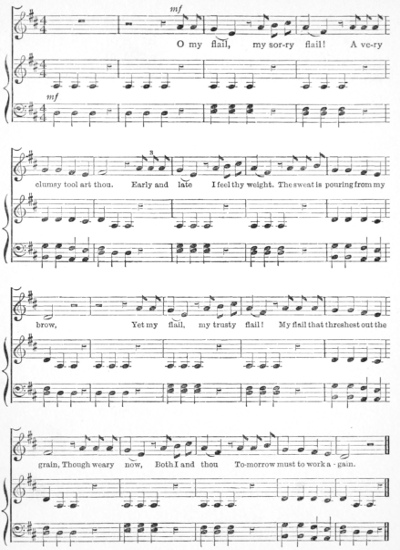 mf
O my flail, my sor-ry flail! A ve-ry
mf
3
clumsy tool art thou. Early and late I feel thy weight. The sweat is pouring from my
brow, Yet my flail, my trusty flail! My flail that threshest out the
grain, Though weary now, Both I and thou To-morrow must to work a-gain.